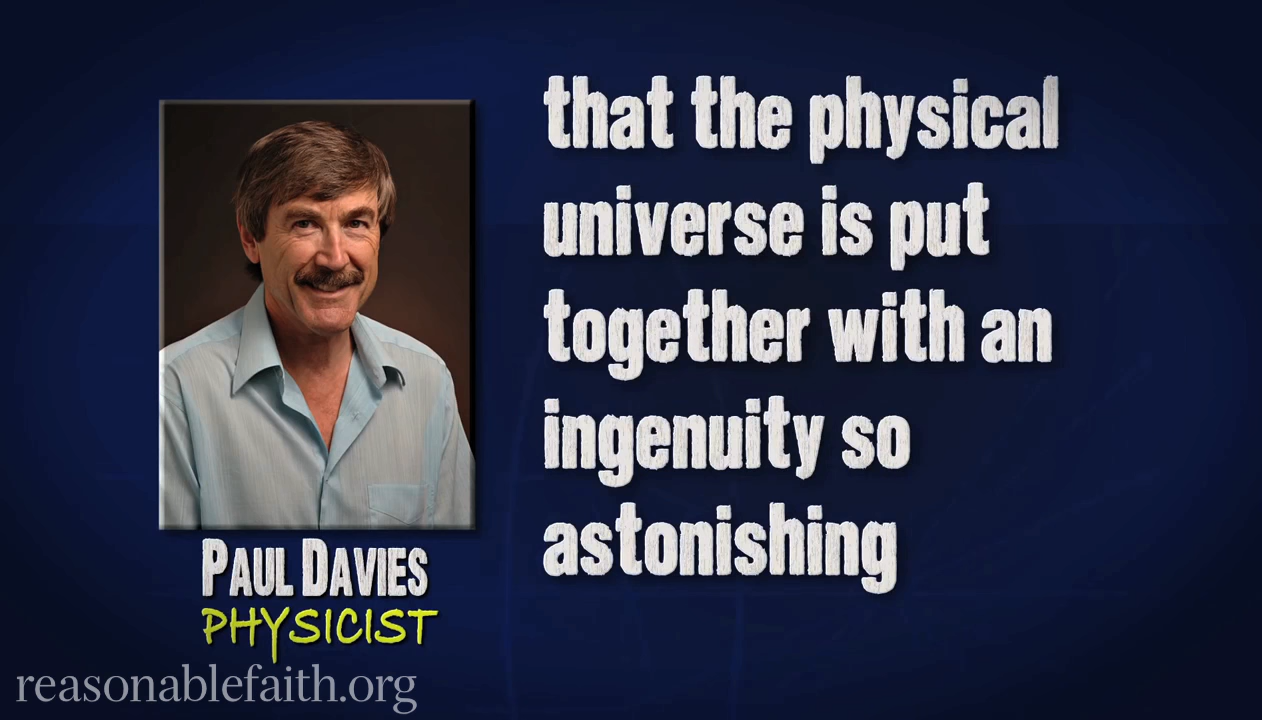 that the physical
universe is put
together with an
ingenuity so
astonishing
PAUL DAVIES
PHYSICIST
reasonablefaith.org